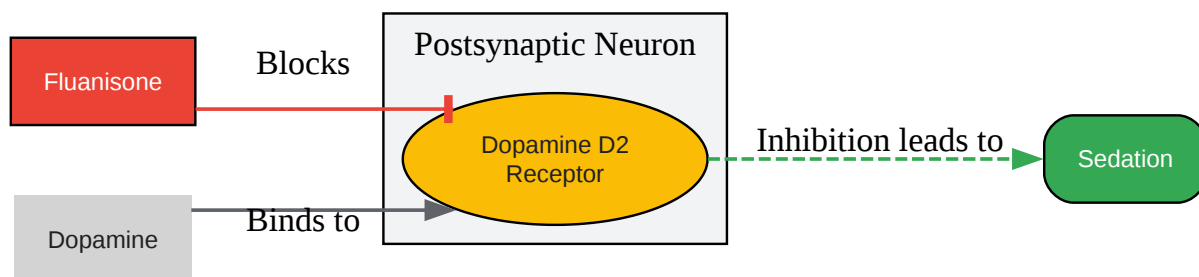 Fluanisone
Blocks
Postsynaptic Neuron
Dopamine D2
Receptor
Inhibition leads to
Sedation
Dopamine
Binds to